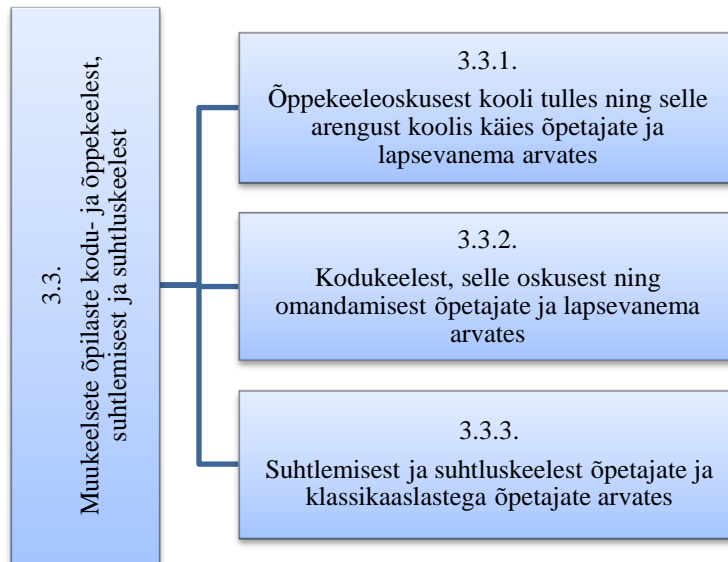 3.3.
Muukeelsete õpilaste kodu- ja õppekeelest,
suhtlemisest ja suhtluskeelest
3.3.1.
Õppekeeleoskusest kooli tulles ning selle
arengust koolis käies õpetajate ja
lapsevanema arvates
3.3.2.
Kodukeelest, selle oskusest ning
omandamisest õpetajate ja lapsevanema
arvates
3.3.3.
Suhtlemisest ja suhtluskeelest õpetajate ja
klassikaaslastega õpetajate arvates